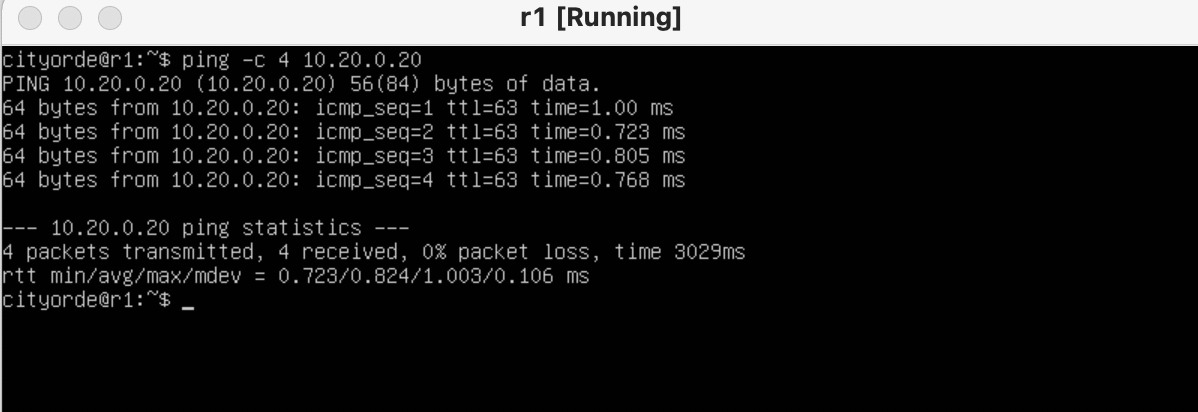 r1 [Running]
cityorde@r1:~$ ping -c 4 10.20.0.20
PING 10.20.0.20 (10.20.0.20) 56(84) bytes of data.
64 bytes from 10.20.0.20: icmp_seq=1 ttl=63 time=1.00 ms
64 bytes from 10.20.0.20: icmp_seq=2 ttl=63 time=0.723 ms
64 bytes from 10.20.0.20: icmp_seq=3 ttl=63 time=0.805 ms
64 bytes from 10.20.0.20: icmp_seq=4 ttl=63 time=0.768 ms
--- 10.20.0.20 ping statistics ---
4 packets transmitted, 4 received, 0% packet loss, time 3029ms
rtt min/avg/max/mdev = 0.723/0.824/1.003/0.106 ms
cityorde@r1:~$ _